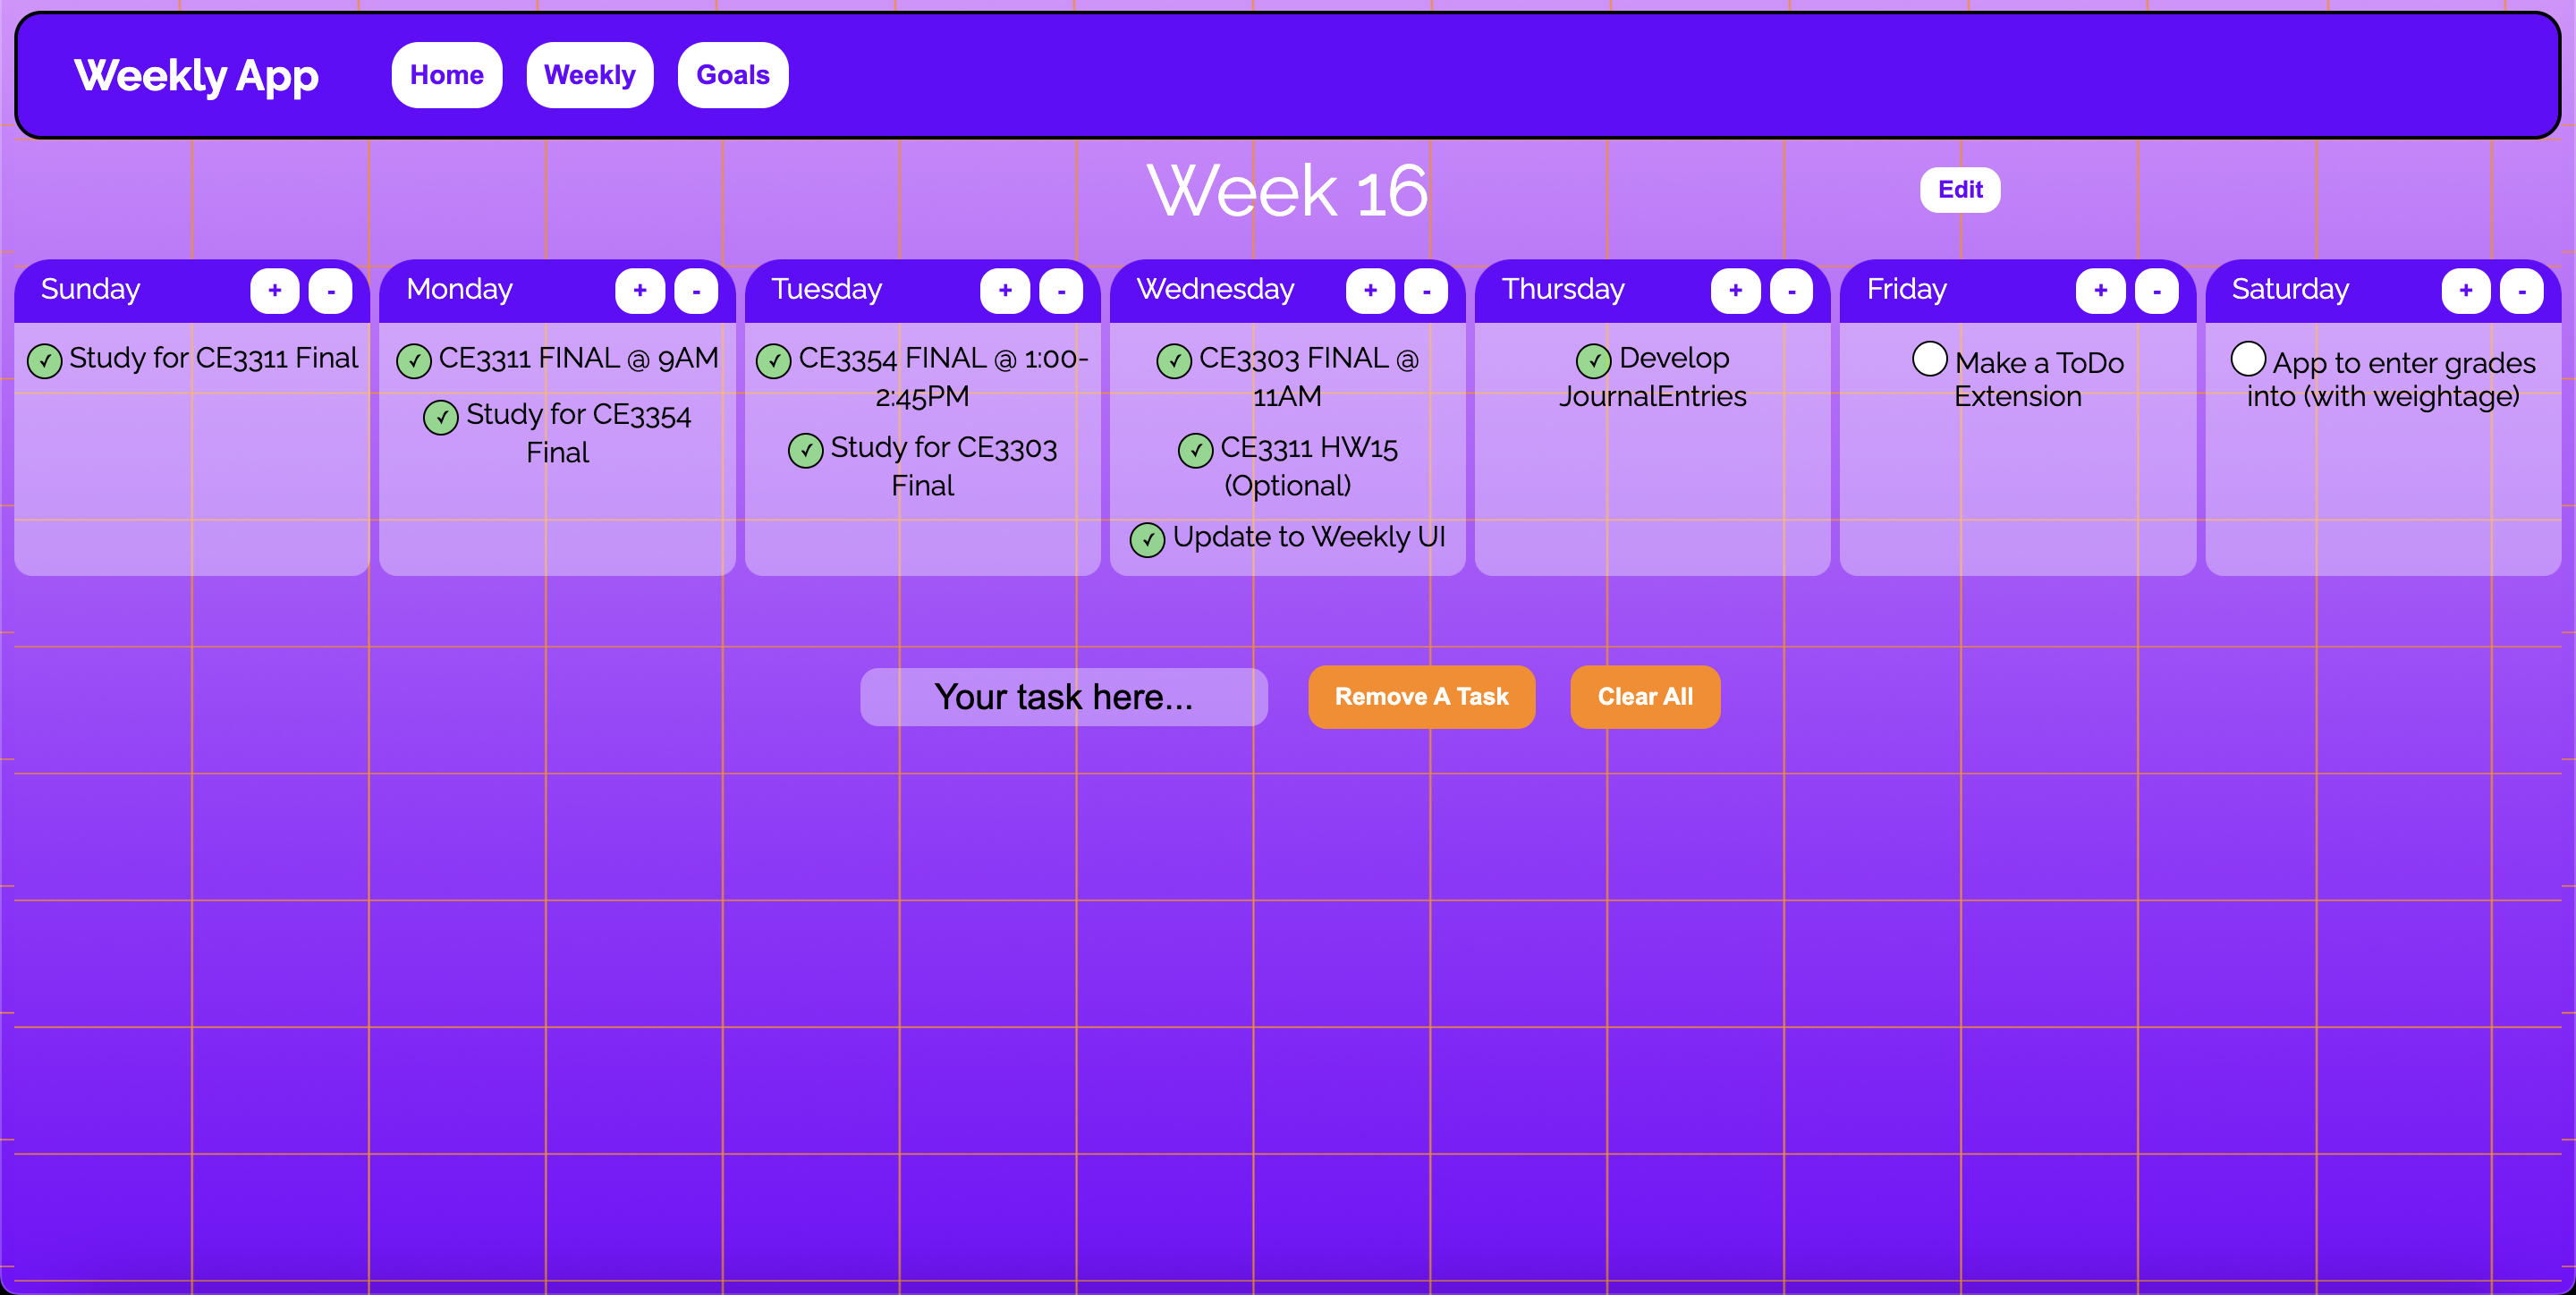 Weekly App Home Weekly Goals
Week 16 Edit
Sunday + -
✓ Study for CE3311 Final
Monday + -
✓ CE3311 FINAL @ 9AM
✓ Study for CE3354
Final
Tuesday + -
✓ CE3354 FINAL @ 1:00-
2:45PM
✓ Study for CE3303
Final
Wednesday + -
✓ CE3303 FINAL @
11AM
✓ CE3311 HW15
(Optional)
✓ Update to Weekly UI
Thursday + -
✓ Develop
JournalEntries
Friday + -
Make a ToDo
Extension
Saturday + -
App to enter grades
into (with weightage)
Your task here... Remove A Task Clear All